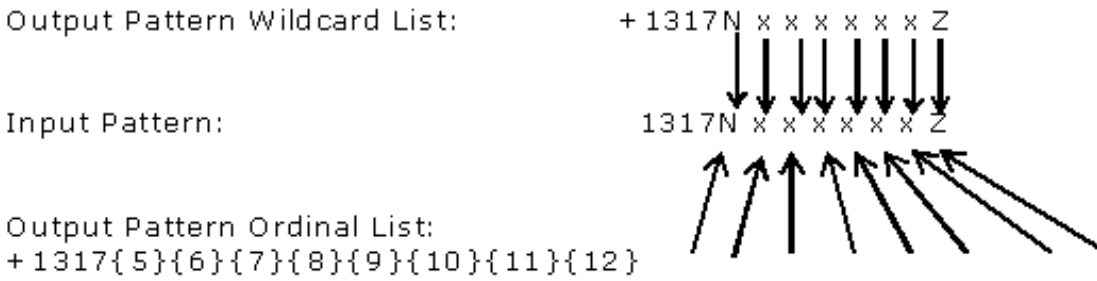 Output Pattern Wildcard List: +1317N x x x x x x Z
Input Pattern: 1317N x x x x x x Z
Output Pattern Ordinal List:
+1317{5}{6}{7}{8}{9}{10}{11}{12}